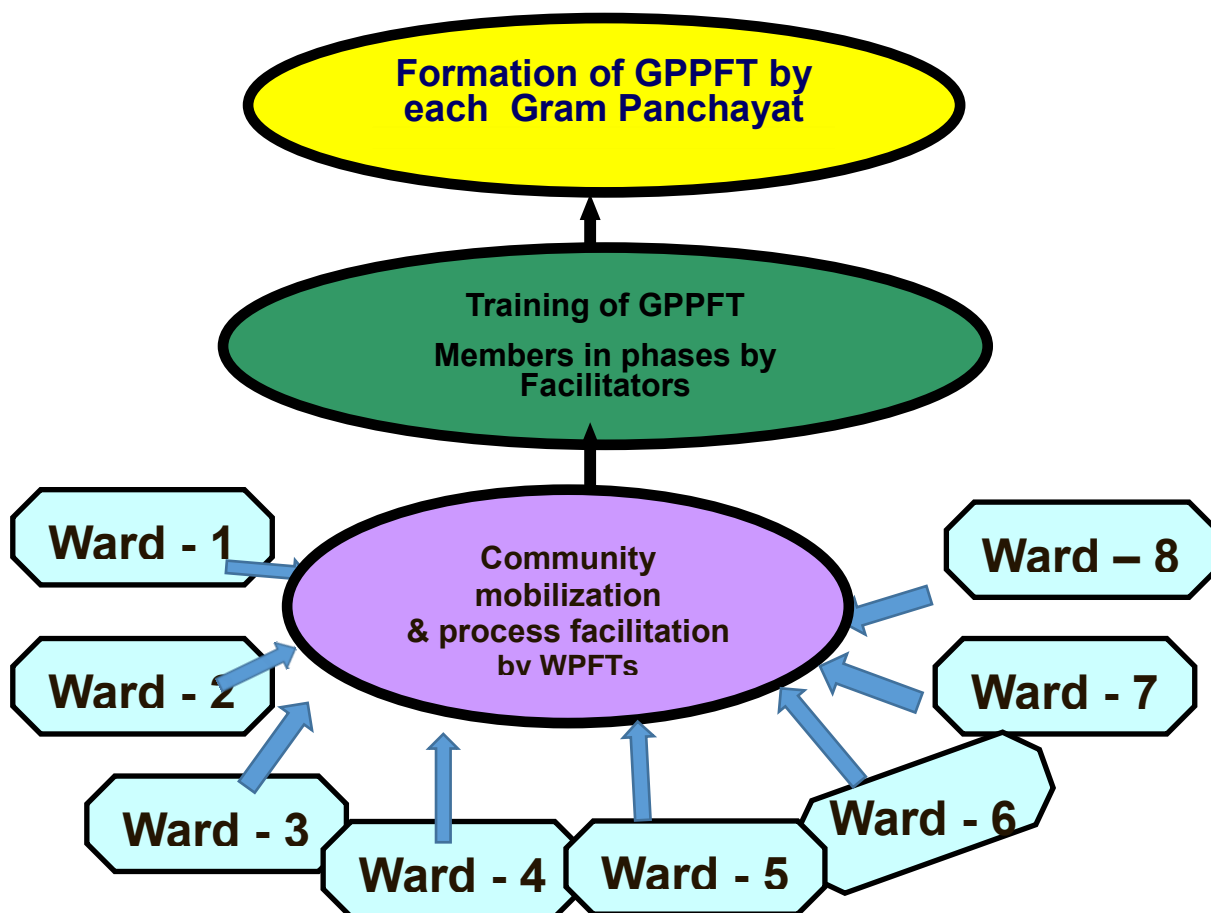 Formation of GPPFT by
each Gram Panchayat
Training of GPPFT
Members in phases by
Facilitators
Community
mobilization
& process facilitation
by WPFTs
Ward - 1
Ward - 2
Ward - 3
Ward - 4
Ward - 5
Ward - 6
Ward - 7
Ward – 8